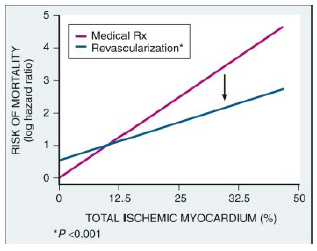 5
4
3
2
1
0
RISK OF MORTALITY
(log hazard ratio)
Medical Rx
Revascularization*
0 12.5 25 32.5 50
TOTAL ISCHEMIC MYOCARDIUM (%)
*P <0.001